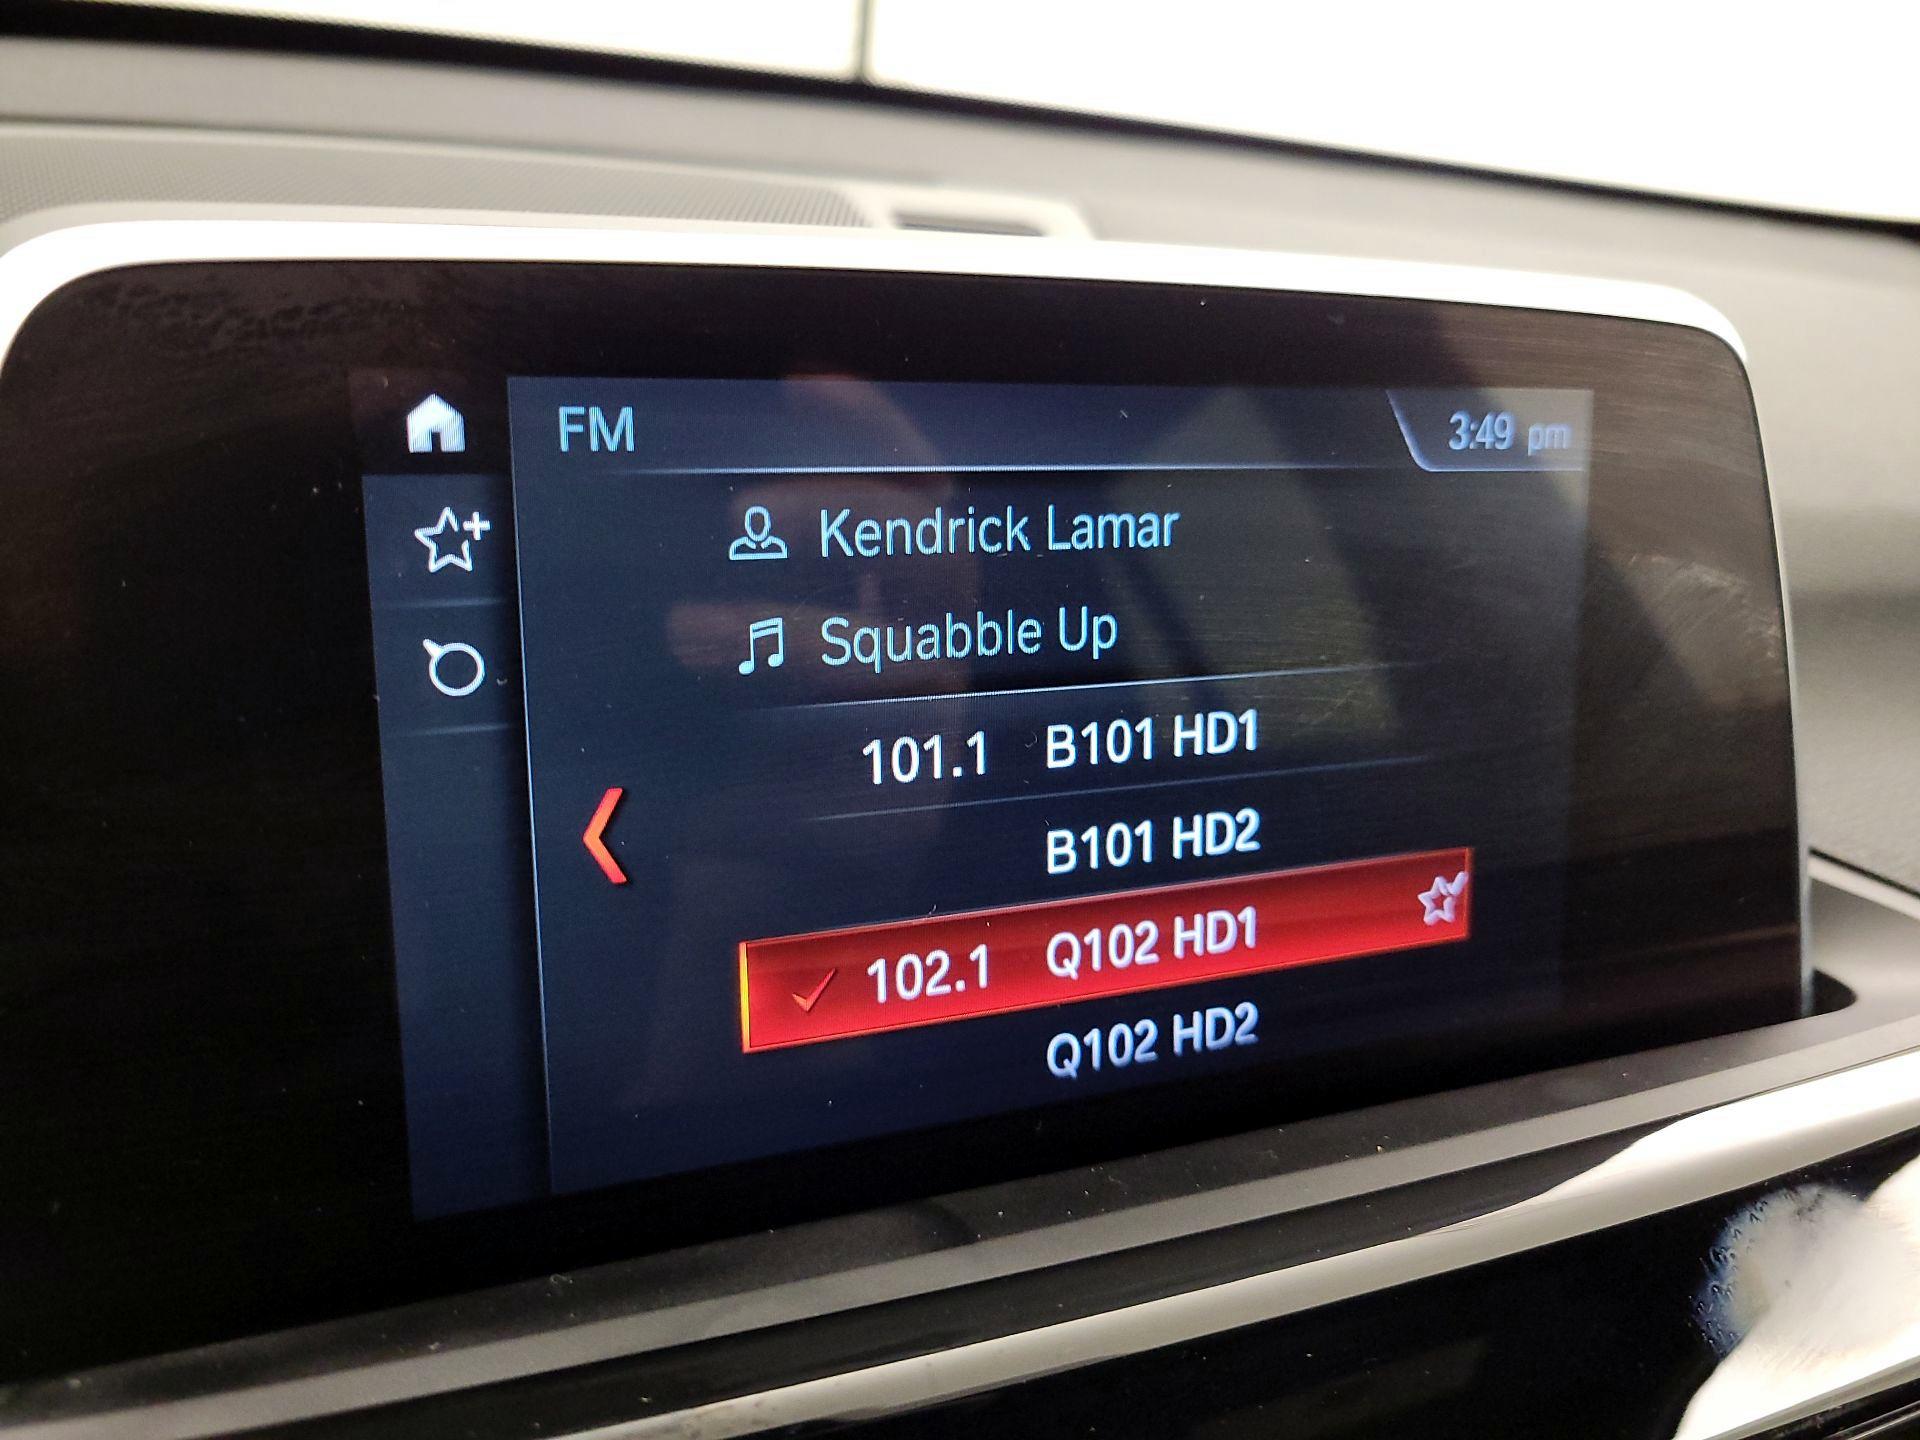 FM 3:49 pm
Kendrick Lamar
Squabble Up
101.1 B101 HD1
B101 HD2
102.1 Q102 HD1
Q102 HD2